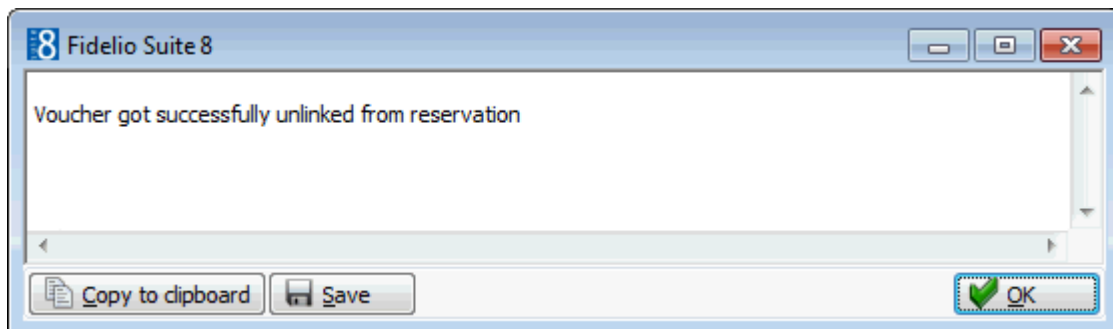 8 Fidelio Suite 8
Voucher got successfully unlinked from reservation
Copy to clipboard Save OK